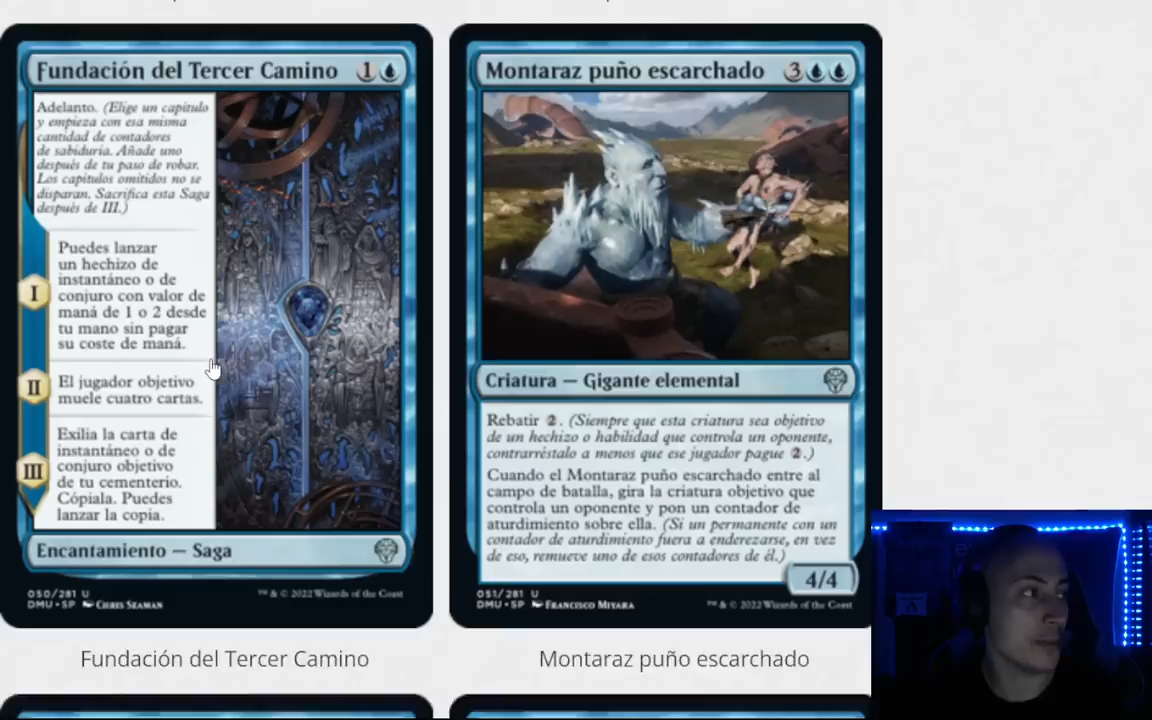 Fundación del Tercer Camino 1
Adelanto. (Elige un capítulo
y empieza con esa misma
cantidad de contadores
de sabiduría. Añade uno
después de tu paso de robar.
Los capítulos omitidos no se
disparan. Sacrifica esta Saga
después de III.)
I
Puedes lanzar
un hechizo de
instantáneo o de
conjuro con valor de
maná de 1 o 2 desde
tu mano sin pagar
su coste de maná.
II
El jugador objetivo
muele cuatro cartas.
III
Exilia la carta de
instantáneo o de
conjuro objetivo
de tu cementerio.
Cópiala. Puedes
lanzar la copia.
Encantamiento — Saga
050/281 U
DMU • SP Chris Seaman
™ & © 2022 Wizards of the Coast
Fundación del Tercer Camino
Montaraz puño escarchado 3
Criatura — Gigante elemental
Rebatir 2. (Siempre que esta criatura sea objetivo
de un hechizo o habilidad que controla un oponente,
contrarréstalo a menos que ese jugador pague 2.)
Cuando el Montaraz puño escarchado entre al
campo de batalla, gira la criatura objetivo que
controla un oponente y pon un contador de
aturdimiento sobre ella. (Si un permanente con un
contador de aturdimiento fuera a enderezarse, en vez
de eso, remueve uno de esos contadores de él.)
4/4
051/281 U
DMU • SP Francisco Miyara
™ & © 2022 Wizards of the Coast
Montaraz puño escarchado